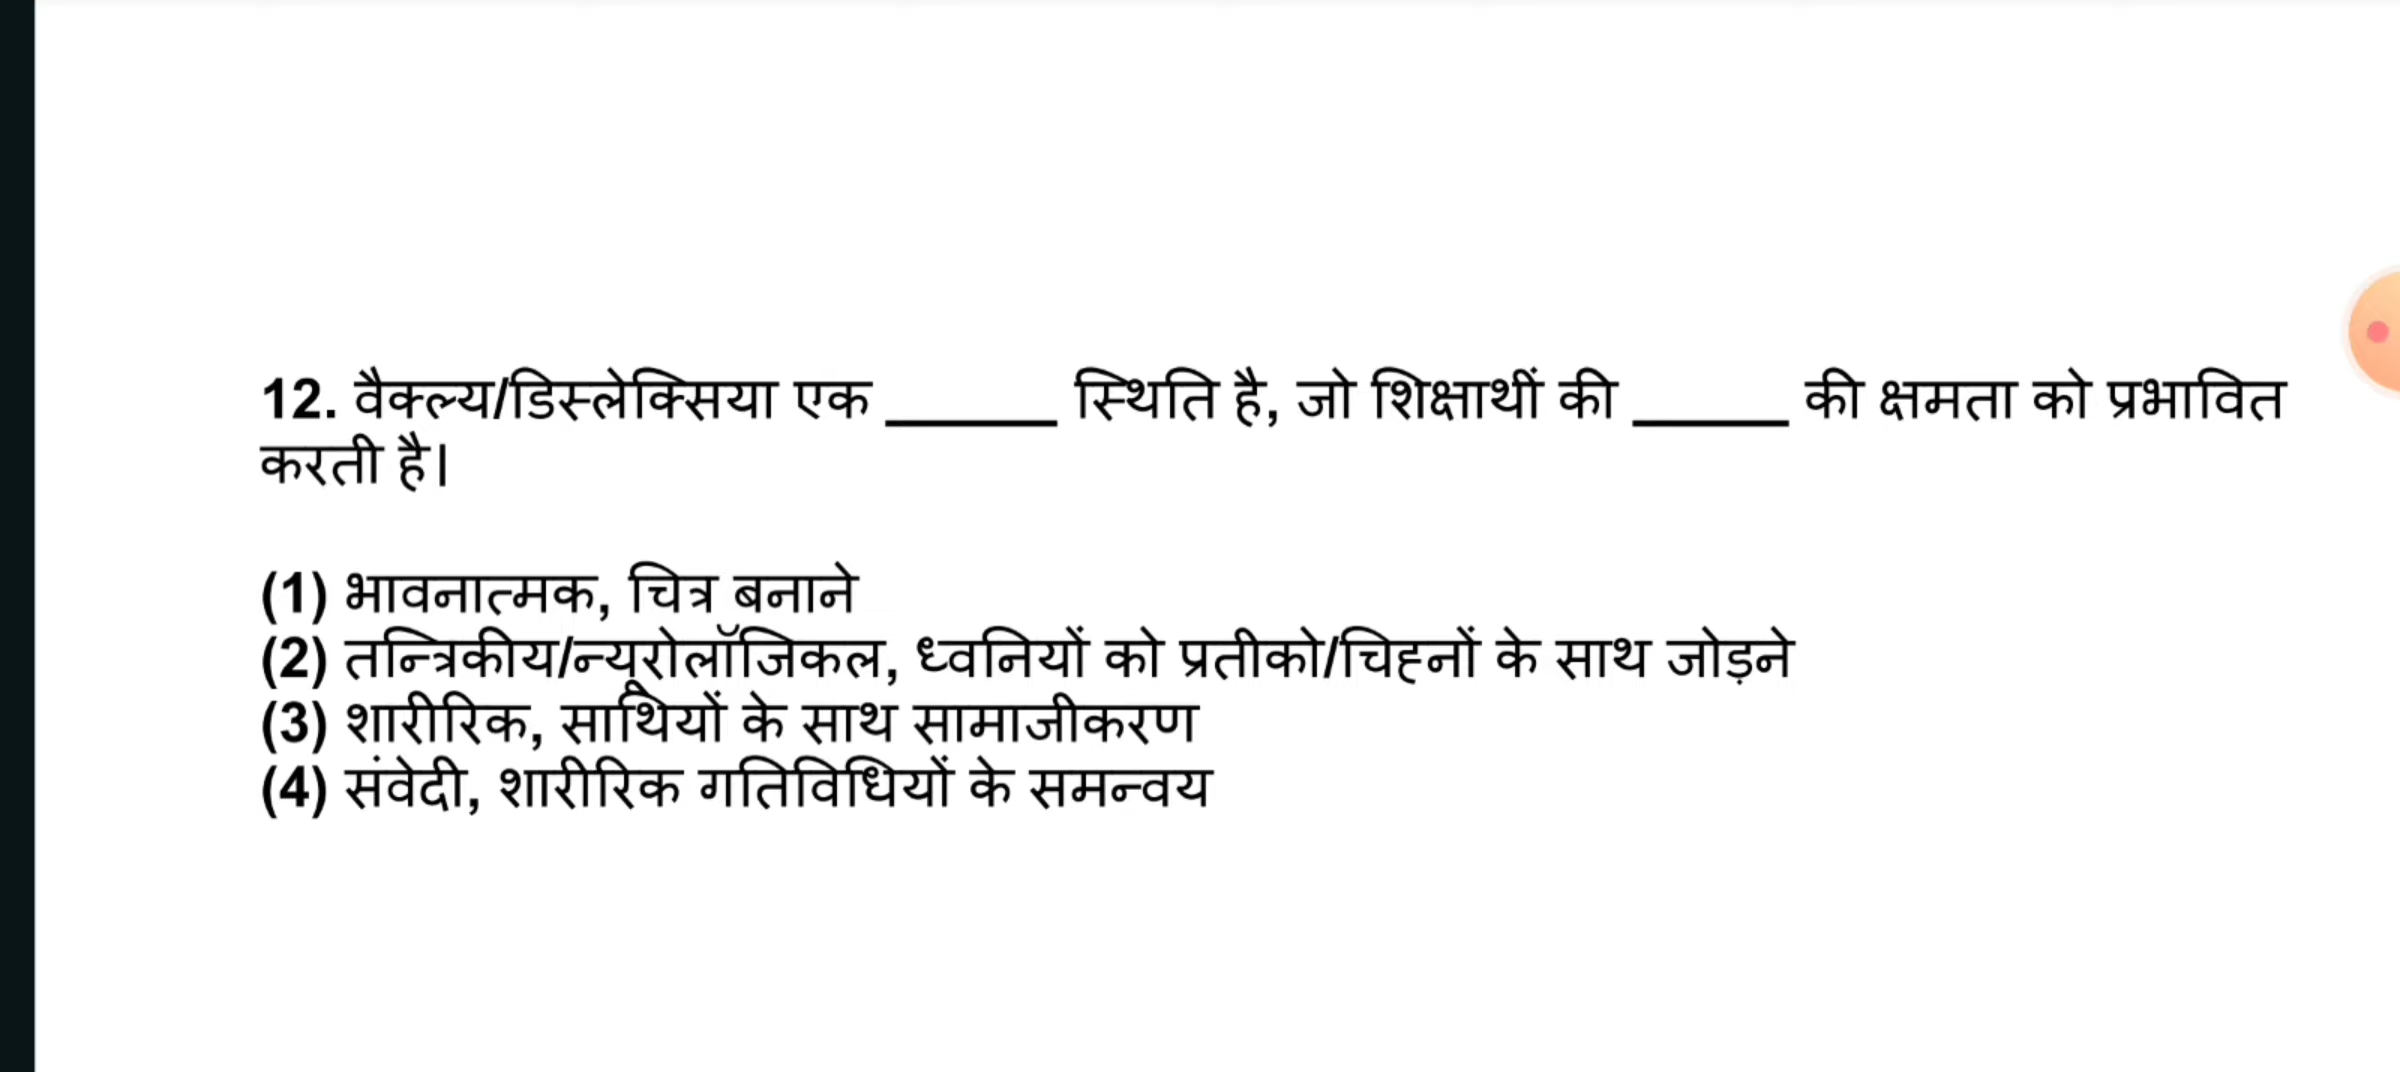 12. वैक्ल्य/डिस्लेक्सिया एक ______ स्थिति है, जो शिक्षार्थी की ______ की क्षमता को प्रभावित
करती है।
(1) भावनात्मक, चित्र बनाने
(2) तन्त्रिकीय/न्यूरोलॉजिकल, ध्वनियों को प्रतीको/चिह्नों के साथ जोड़ने
(3) शारीरिक, साथियों के साथ सामाजीकरण
(4) संवेदी, शारीरिक गतिविधियों के समन्वय